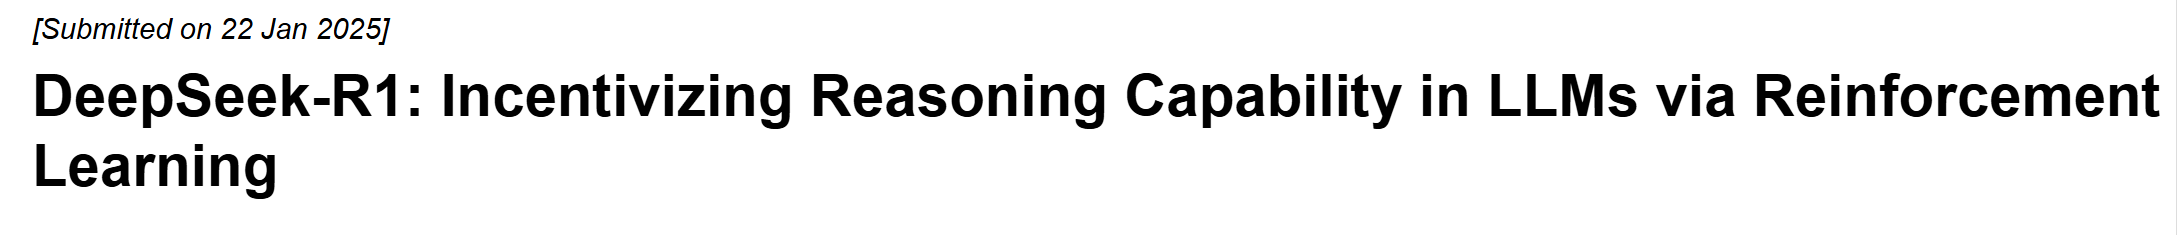 [Submitted on 22 Jan 2025]
DeepSeek-R1: Incentivizing Reasoning Capability in LLMs via Reinforcement
Learning